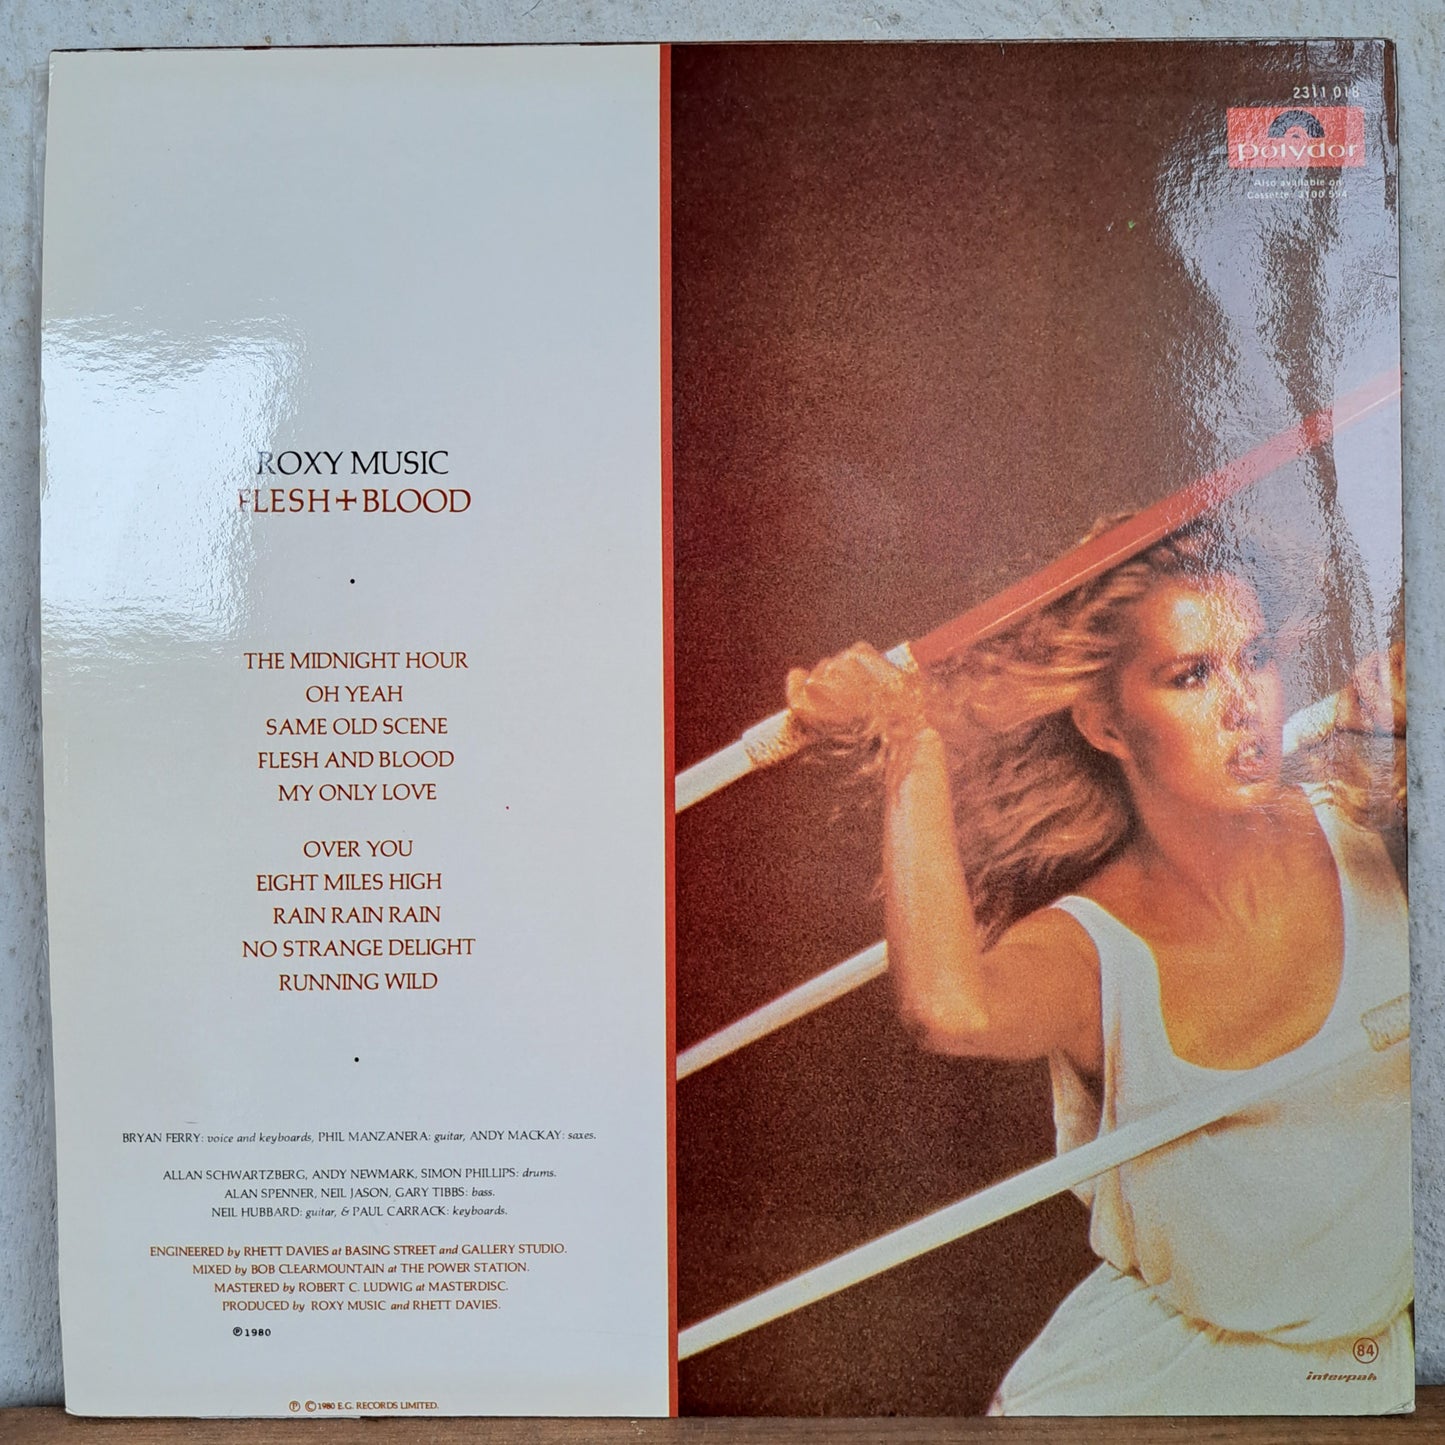 ROXY MUSIC
FLESH+BLOOD
THE MIDNIGHT HOUR
OH YEAH
SAME OLD SCENE
FLESH AND BLOOD
MY ONLY LOVE
OVER YOU
EIGHT MILES HIGH
RAIN RAIN RAIN
NO STRANGE DELIGHT
RUNNING WILD
BRYAN FERRY: voice and keyboards, PHIL MANZANERA: guitar, ANDY MACKAY: saxes.
ALLAN SCHWARTZBERG, ANDY NEWMARK, SIMON PHILLIPS: drums.
ALAN SPENNER, NEIL JASON, GARY TIBBS: bass.
NEIL HUBBARD: guitar, & PAUL CARRACK: keyboards.
ENGINEERED by RHETT DAVIES at BASING STREET and GALLERY STUDIO.
MIXED by BOB CLEARMOUNTAIN at THE POWER STATION.
MASTERED by ROBERT C. LUDWIG at MASTERDISC.
PRODUCED by ROXY MUSIC and RHETT DAVIES.
℗ 1980
℗ © 1980 E.G. RECORDS LIMITED.
2311 018
polydor
Also available on
Cassette: 3100 594
84
interpak